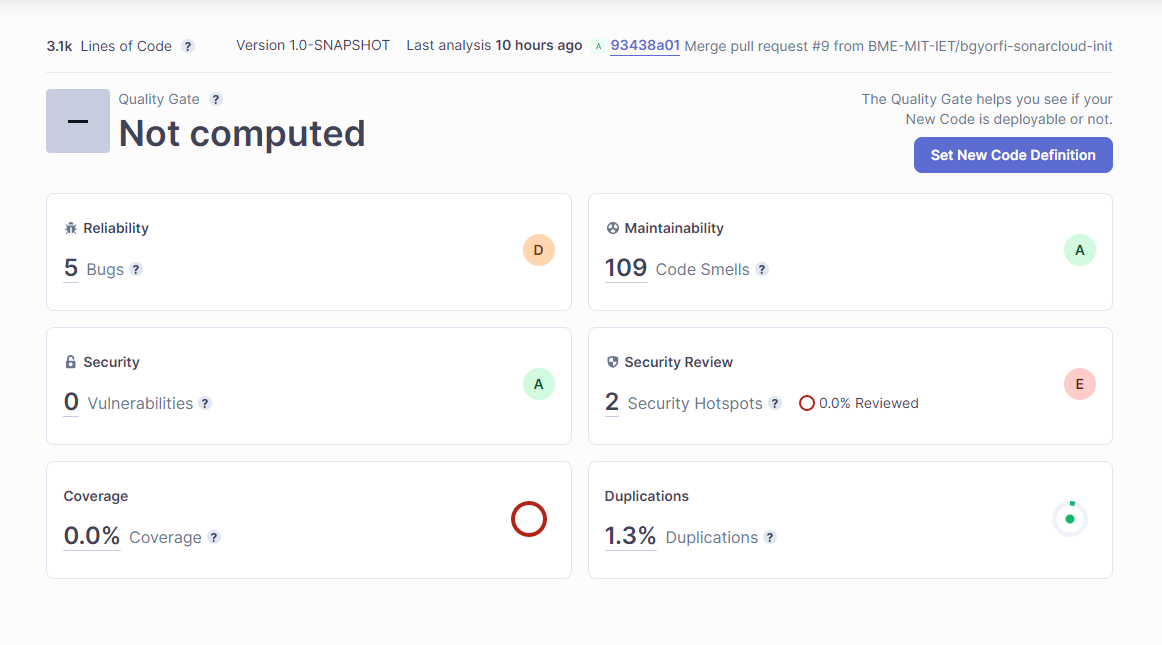 3.1k Lines of Code ? Version 1.0-SNAPSHOT Last analysis 10 hours ago A 93438a01 Merge pull request #9 from BME-MIT-IET/bgyorfi-sonarcloud-init
Quality Gate ?
Not computed
The Quality Gate helps you see if your
New Code is deployable or not.
Set New Code Definition
Reliability
5 Bugs ?
D
Maintainability
109 Code Smells ?
A
Security
0 Vulnerabilities ?
A
Security Review
2 Security Hotspots ? 0.0% Reviewed
E
Coverage
0.0% Coverage ?
Duplications
1.3% Duplications ?